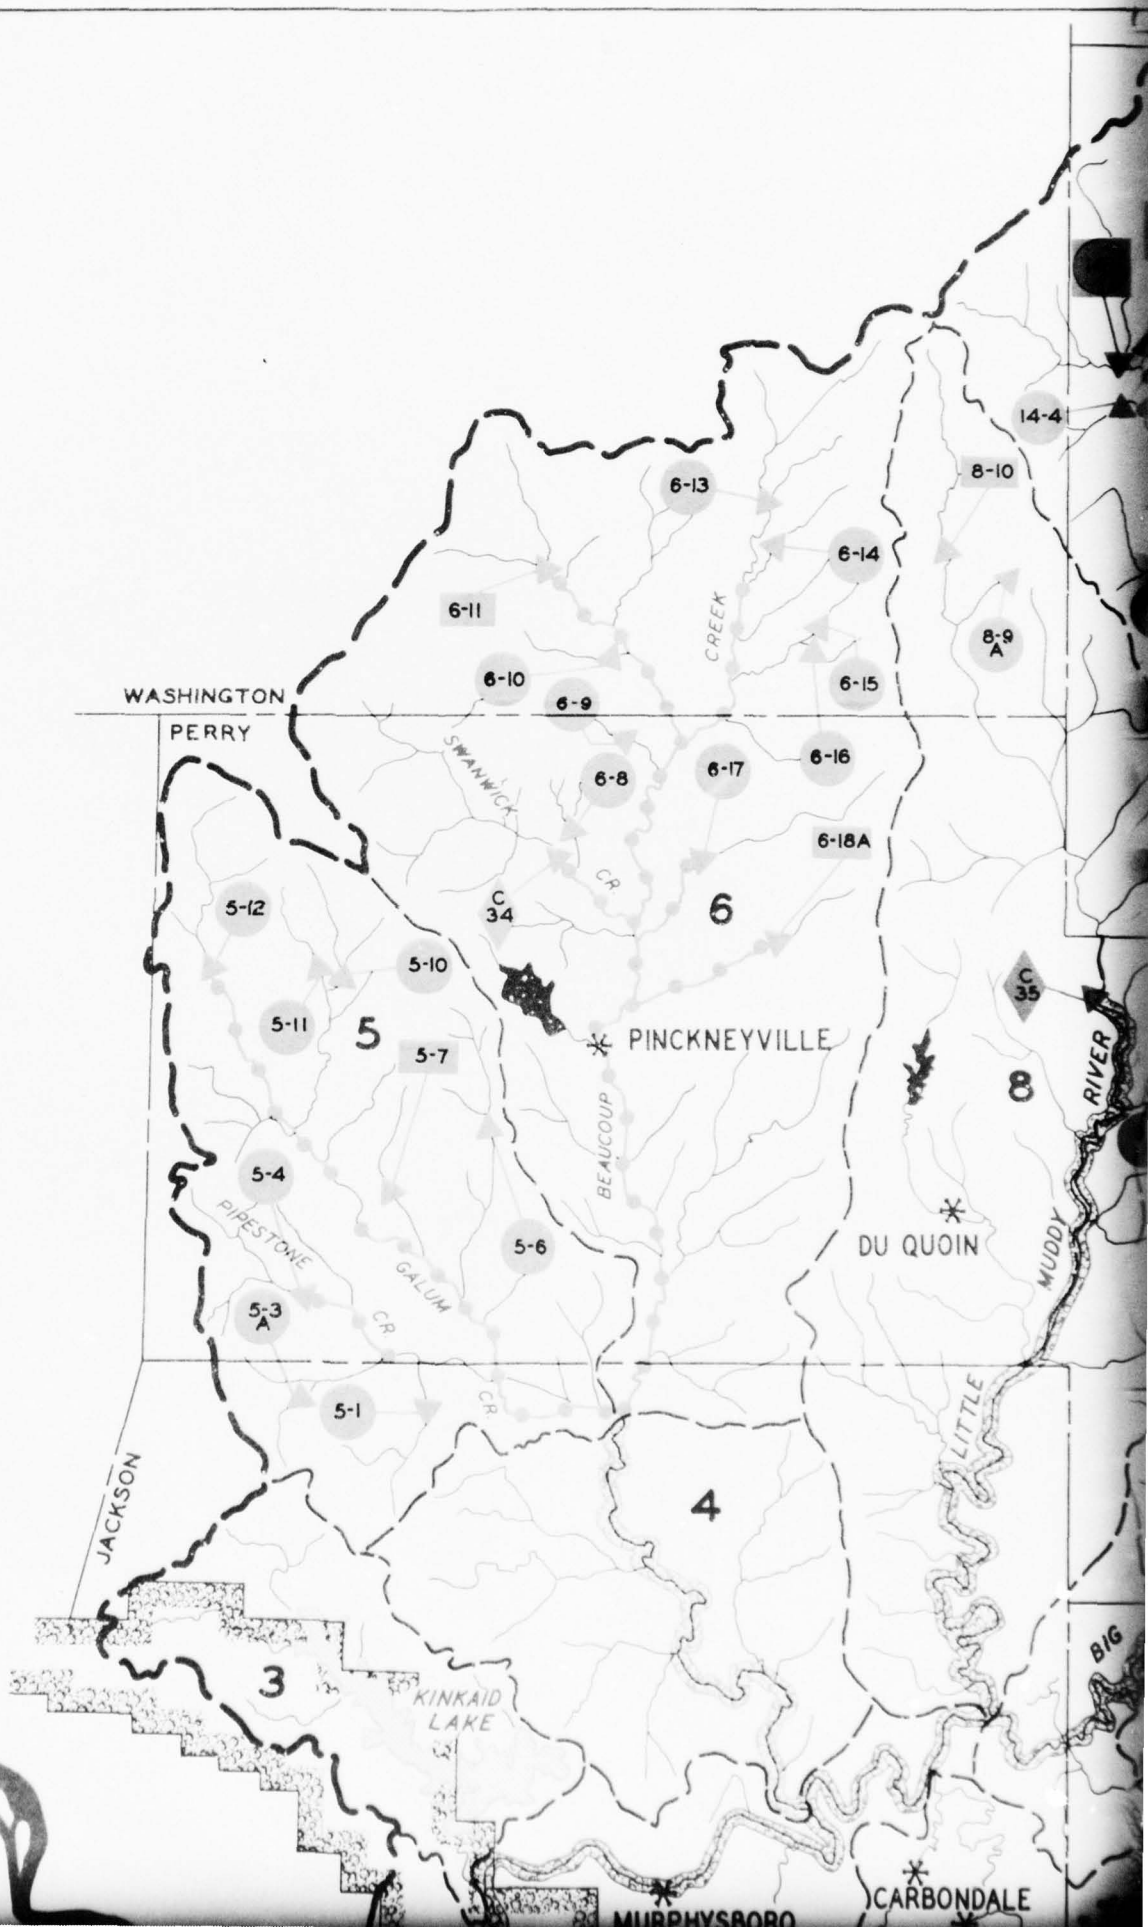 14-4
8-10
6-13
6-14
6-11
CREEK
8-9
A
6-10
6-15
WASHINGTON
6-9
PERRY
SWANWICK
6-8
6-17
6-16
6-18A
CR.
C
34
6
5-12
5-10
C
35
5-11
5
5-7
PINCKNEYVILLE
RIVER
8
BEAUCOUP
5-4
PIPESTONE
5-6
DU QUOIN
MUDDY
GALUM
5-3
A
CR.
CR.
5-1
LITTLE
JACKSON
4
3
BIG
KINKAID
LAKE
CARBONDALE
MURPHYSBORO